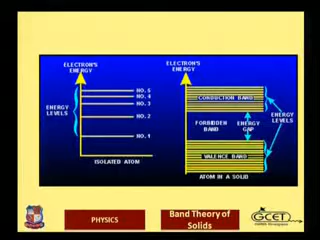 ELECTRON'S
ENERGY
NO. 5
NO. 4
NO. 3
NO. 2
NO. 1
ENERGY
LEVELS
ISOLATED ATOM
ELECTRON'S
ENERGY
CONDUCTION BAND
FORBIDDEN
BAND
ENERGY
GAP
ENERGY
LEVELS
VALENCE BAND
ATOM IN A SOLID
PHYSICS
Band Theory of
Solids
GCET